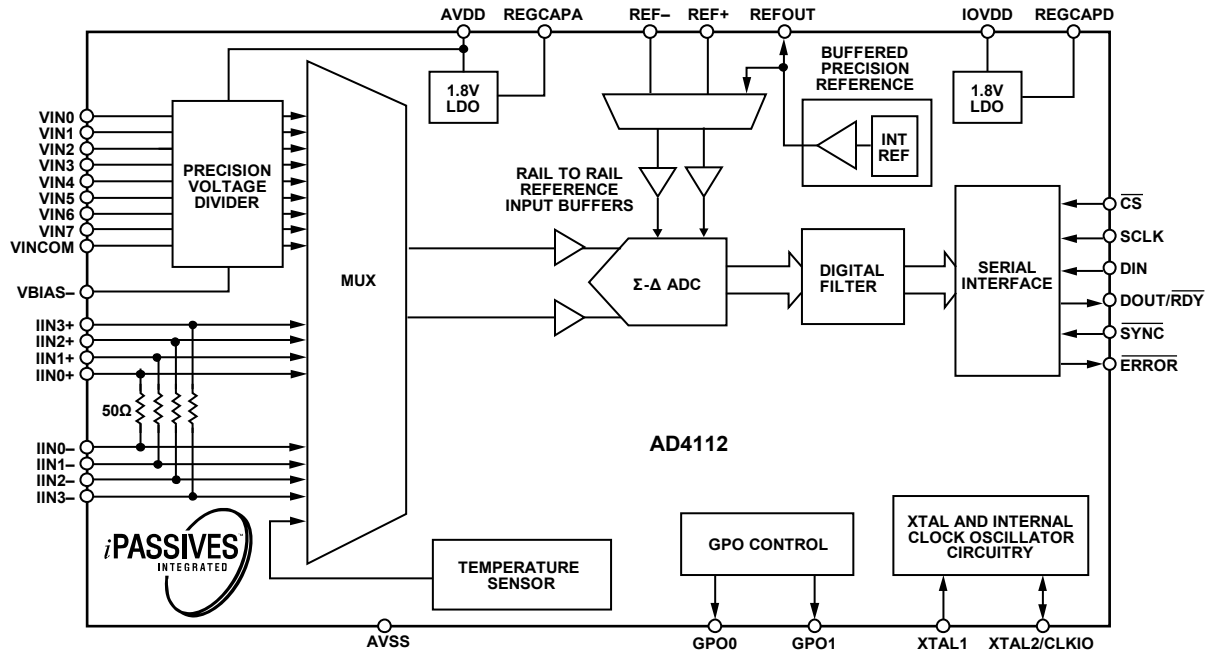 AVDD
REGCAPA
REF–
REF+
REFOUT
IOVDD
REGCAPD
1.8V
LDO
BUFFERED
PRECISION
REFERENCE
INT
REF
1.8V
LDO
VIN0
VIN1
VIN2
VIN3
VIN4
VIN5
VIN6
VIN7
VINCOM
VBIAS–
PRECISION
VOLTAGE
DIVIDER
RAIL TO RAIL
REFERENCE
INPUT BUFFERS
MUX
Σ-Δ ADC
DIGITAL
FILTER
SERIAL
INTERFACE
CS
SCLK
DIN
DOUT/RDY
SYNC
ERROR
IIN3+
IIN2+
IIN1+
IIN0+
50Ω
IIN0–
IIN1–
IIN2–
IIN3–
AD4112
iPASSIVES™
INTEGRATED
TEMPERATURE
SENSOR
GPO CONTROL
XTAL AND INTERNAL
CLOCK OSCILLATOR
CIRCUITRY
AVSS
GPO0
GPO1
XTAL1
XTAL2/CLKIO